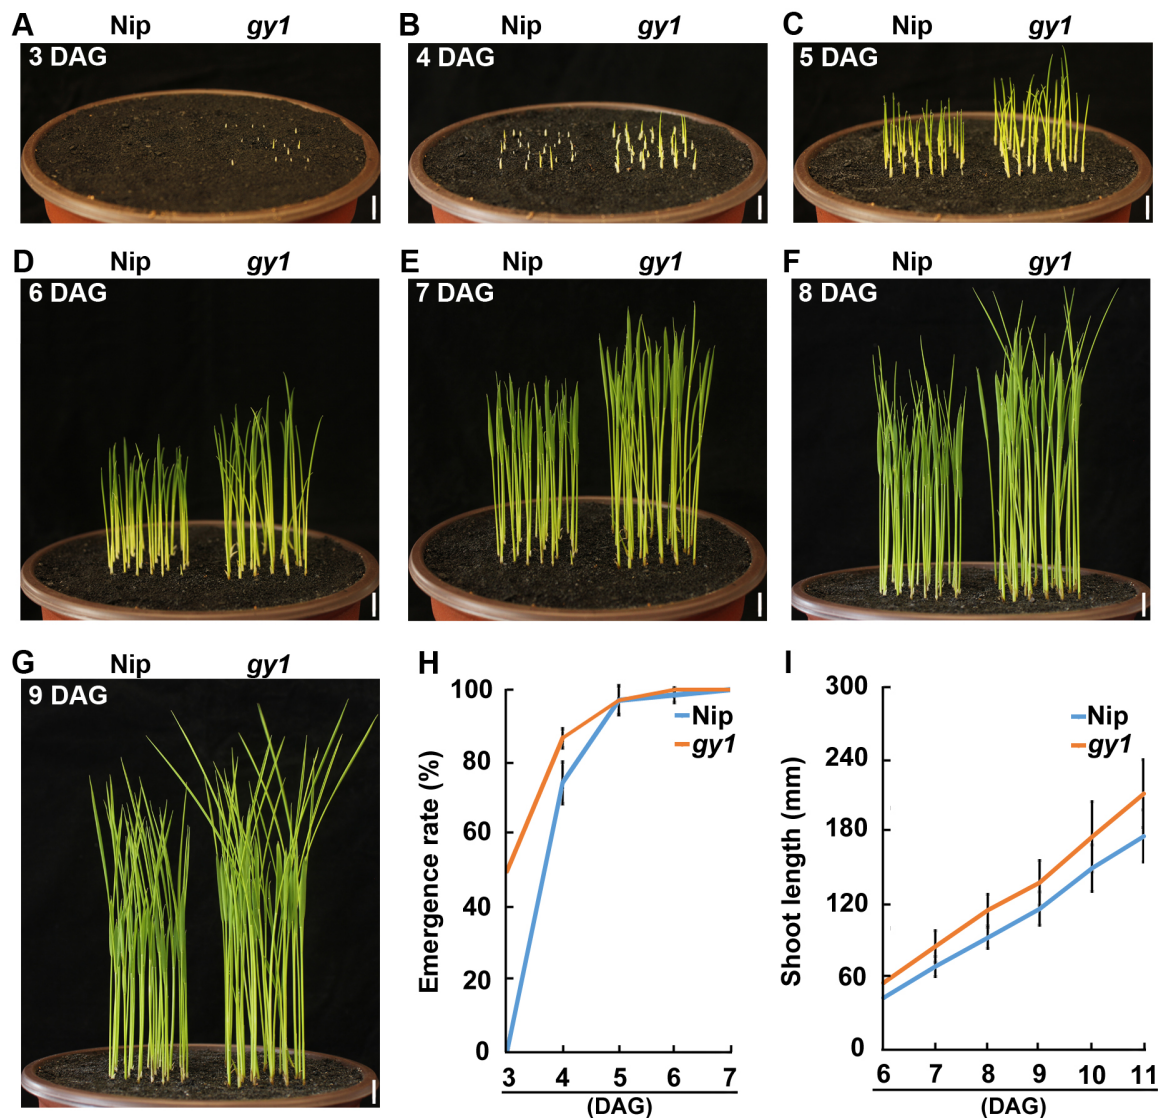 A Nip gy1
3 DAG
B Nip gy1
4 DAG
C Nip gy1
5 DAG
D Nip gy1
6 DAG
E Nip gy1
7 DAG
F Nip gy1
8 DAG
G Nip gy1
9 DAG
H
Emergence rate (%)
100
80
60
40
20
0
3 4 5 6 7
(DAG)
Nip
gy1
I
Shoot length (mm)
300
240
180
120
60
0
6 7 8 9 10 11
(DAG)
Nip
gy1